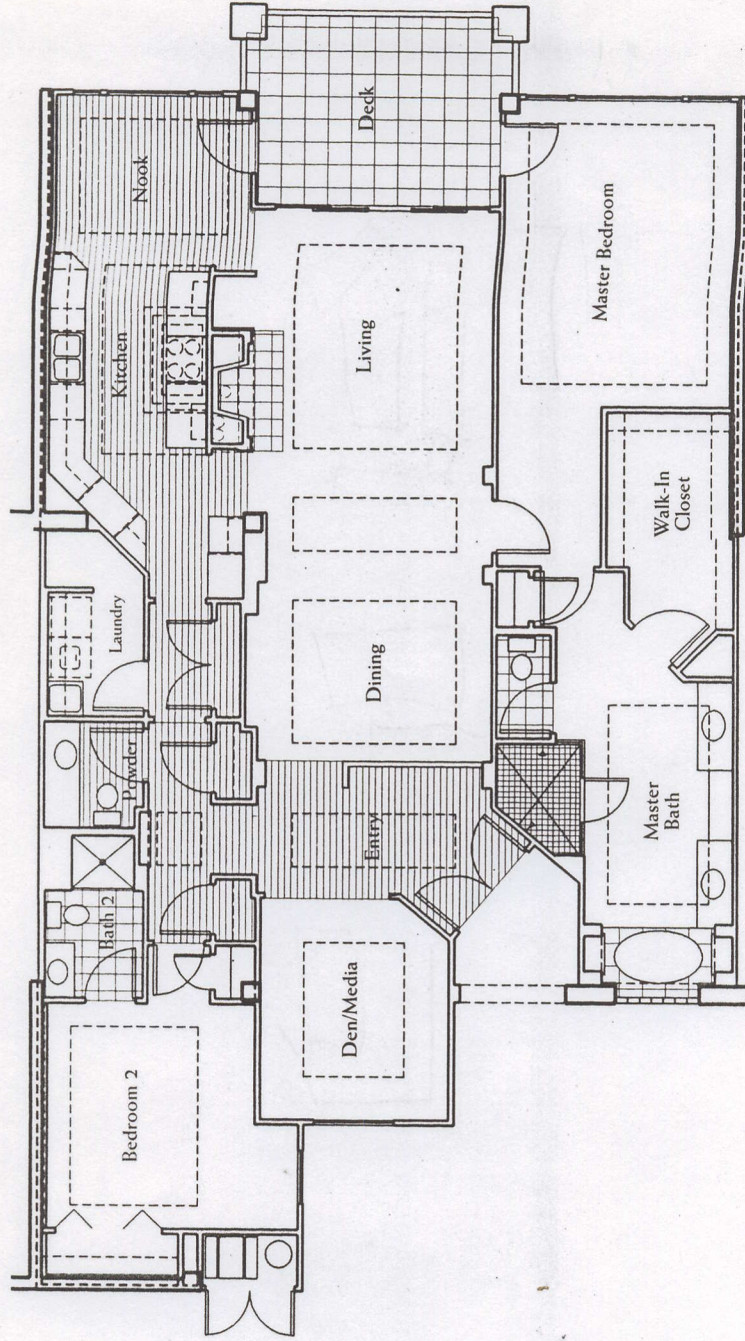 Deck
Nook
Kitchen
Living
Master Bedroom
Walk-In
Closet
Laundry
Dining
Powder
Entry
Master
Bath
Bath 2
Den/Media
Bedroom 2